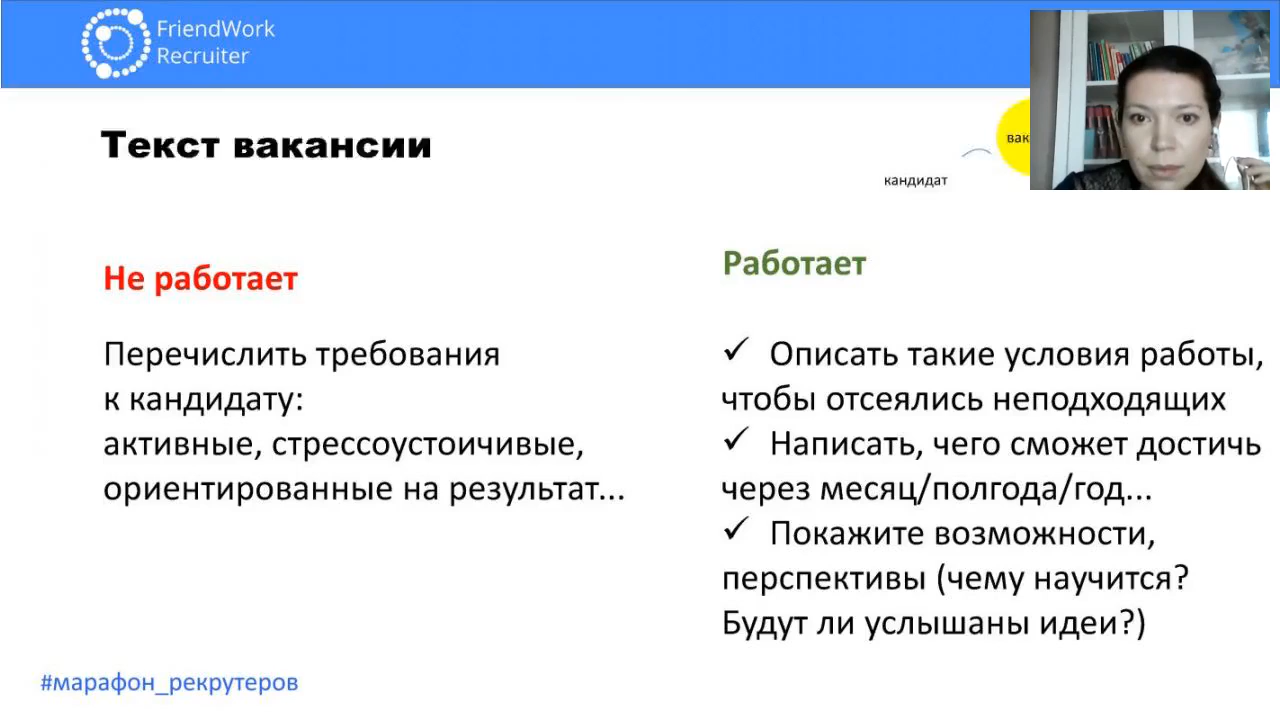 FriendWork
Recruiter
Текст вакансии
вак
кандидат
Не работает
Перечислить требования
к кандидату:
активные, стрессоустоичивые,
ориентированные на результат...
Работает
✓ Описать такие условия работы,
чтобы отсеялись неподходящих
✓ Написать, чего сможет достичь
через месяц/полгода/год...
✓ Покажите возможности,
перспективы (чему научится?
Будут ли услышаны идеи?)
#марафон_рекрутеров